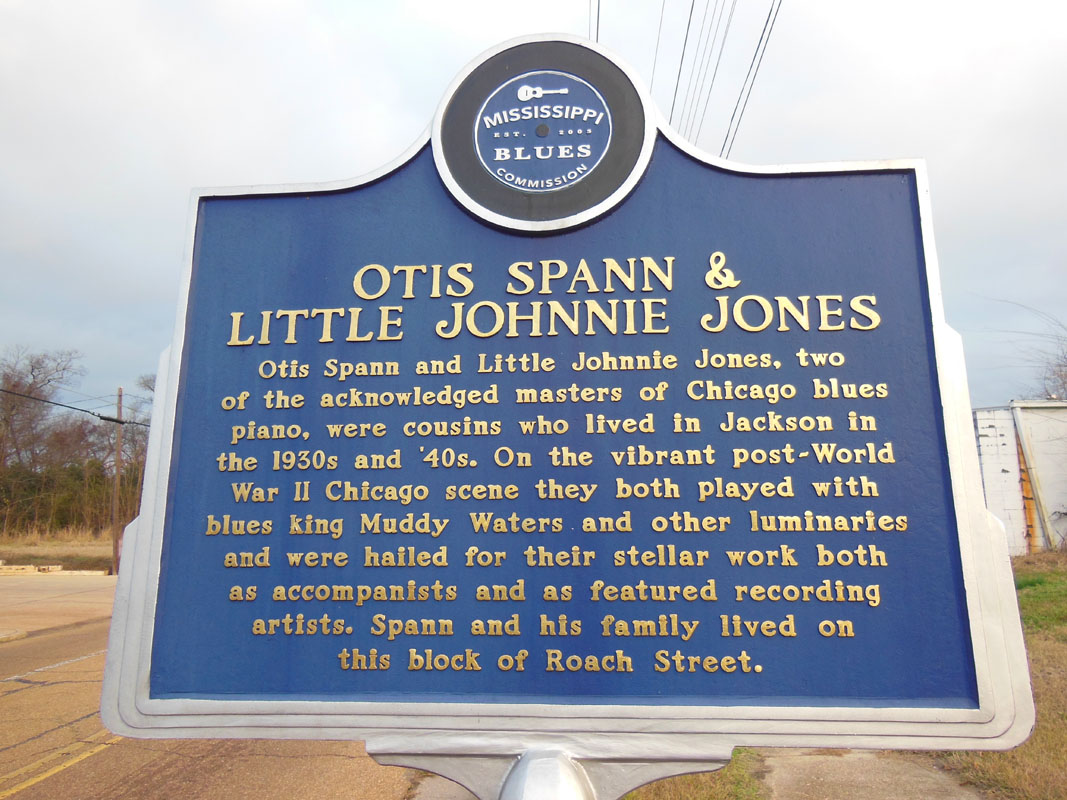 MISSISSIPPI
EST. 2003
BLUES
COMMISSION
OTIS SPANN &
LITTLE JOHNNIE JONES
Otis Spann and Little Johnnie Jones, two
of the acknowledged masters of Chicago blues
piano, were cousins who lived in Jackson in
the 1930s and '40s. On the vibrant post-World
War II Chicago scene they both played with
blues king Muddy Waters and other luminaries
and were hailed for their stellar work both
as accompanists and as featured recording
artists. Spann and his family lived on
this block of Roach Street.